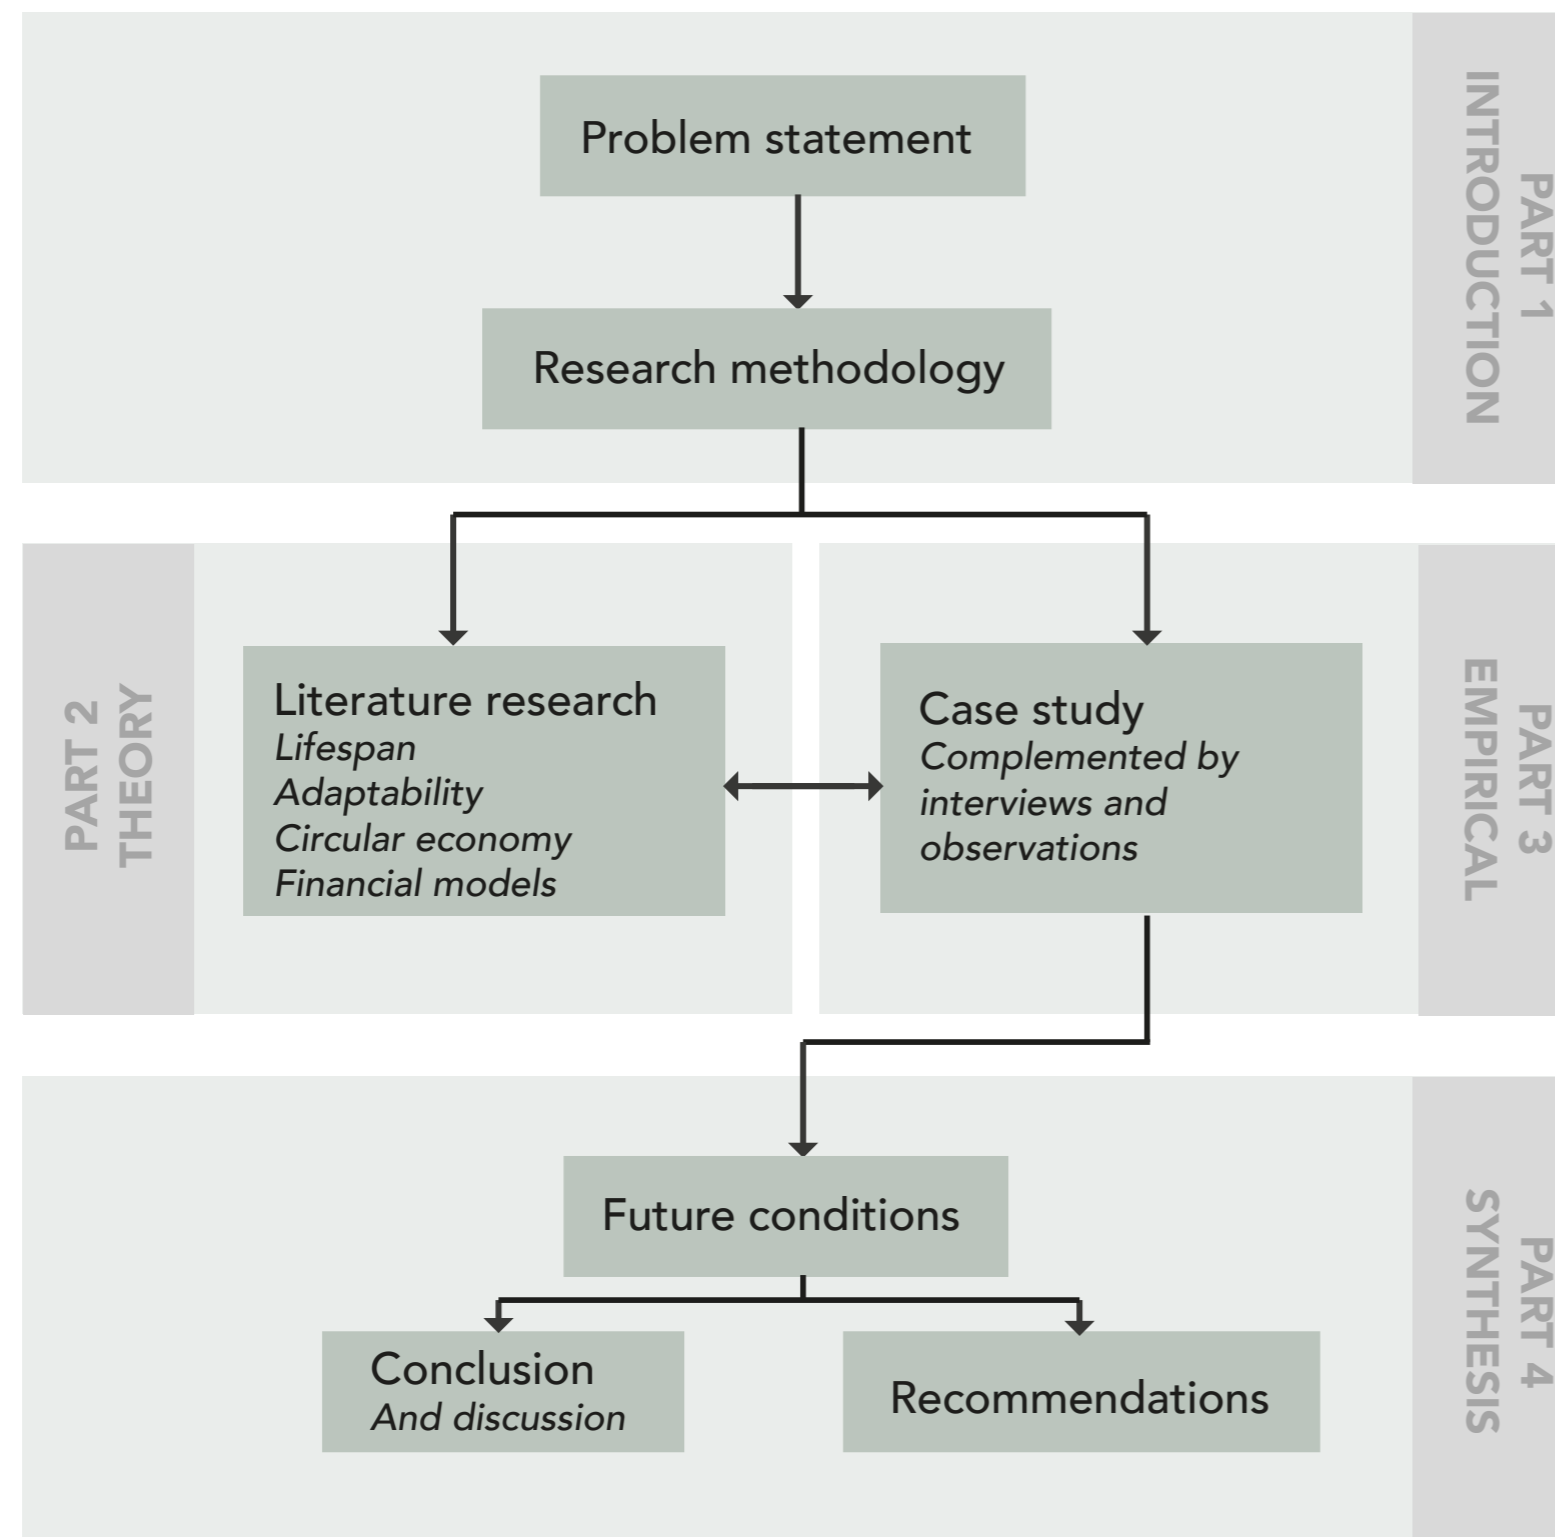 PART 1
INTRODUCTION
Problem statement
Research methodology
PART 2
THEORY
Literature research
Lifespan
Adaptability
Circular economy
Financial models
Case study
Complemented by
interviews and
observations
PART 3
EMPIRICAL
Future conditions
Conclusion
And discussion
Recommendations
PART 4
SYNTHESIS